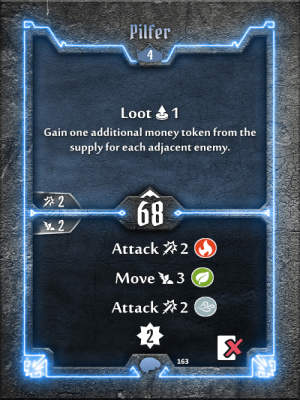 Pilfer
4
Loot 1
Gain one additional money token from the
supply for each adjacent enemy.
2
68
2
Attack 2
Move 3
Attack 2
2
163